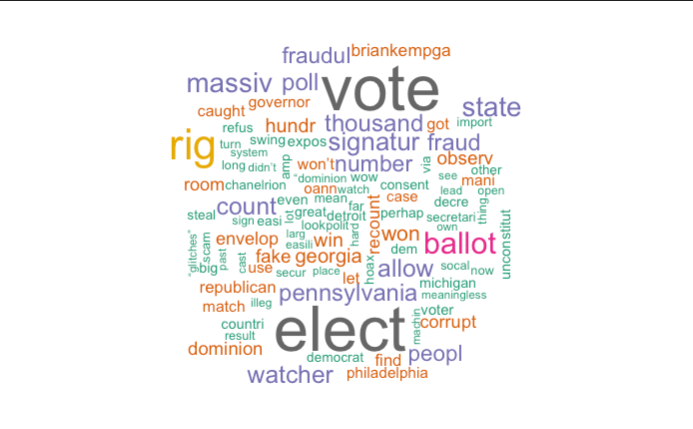 fraudul briankempga
massiv poll vote
state
caught governor
refus hundr thousand got import
rig turn swing expos signatur fraud
system
long didn't amp won't number via observ
see other
room chanelrion "dominion wow consent lead mani open
oann watch
even mean far case decre thing
steal count lot great detroit recount perhap secretari unconstitut
sign easi lookpolit own
"glitches" scam envelop larg win hard won dem ballot
easili
past cast fake georgia hoax
big use secur place let allow socal now
republican pennsylvania michigan
meaningless
match illeg voter
countri elect machin corrupt
result
dominion democrat find peopl
watcher philadelphia